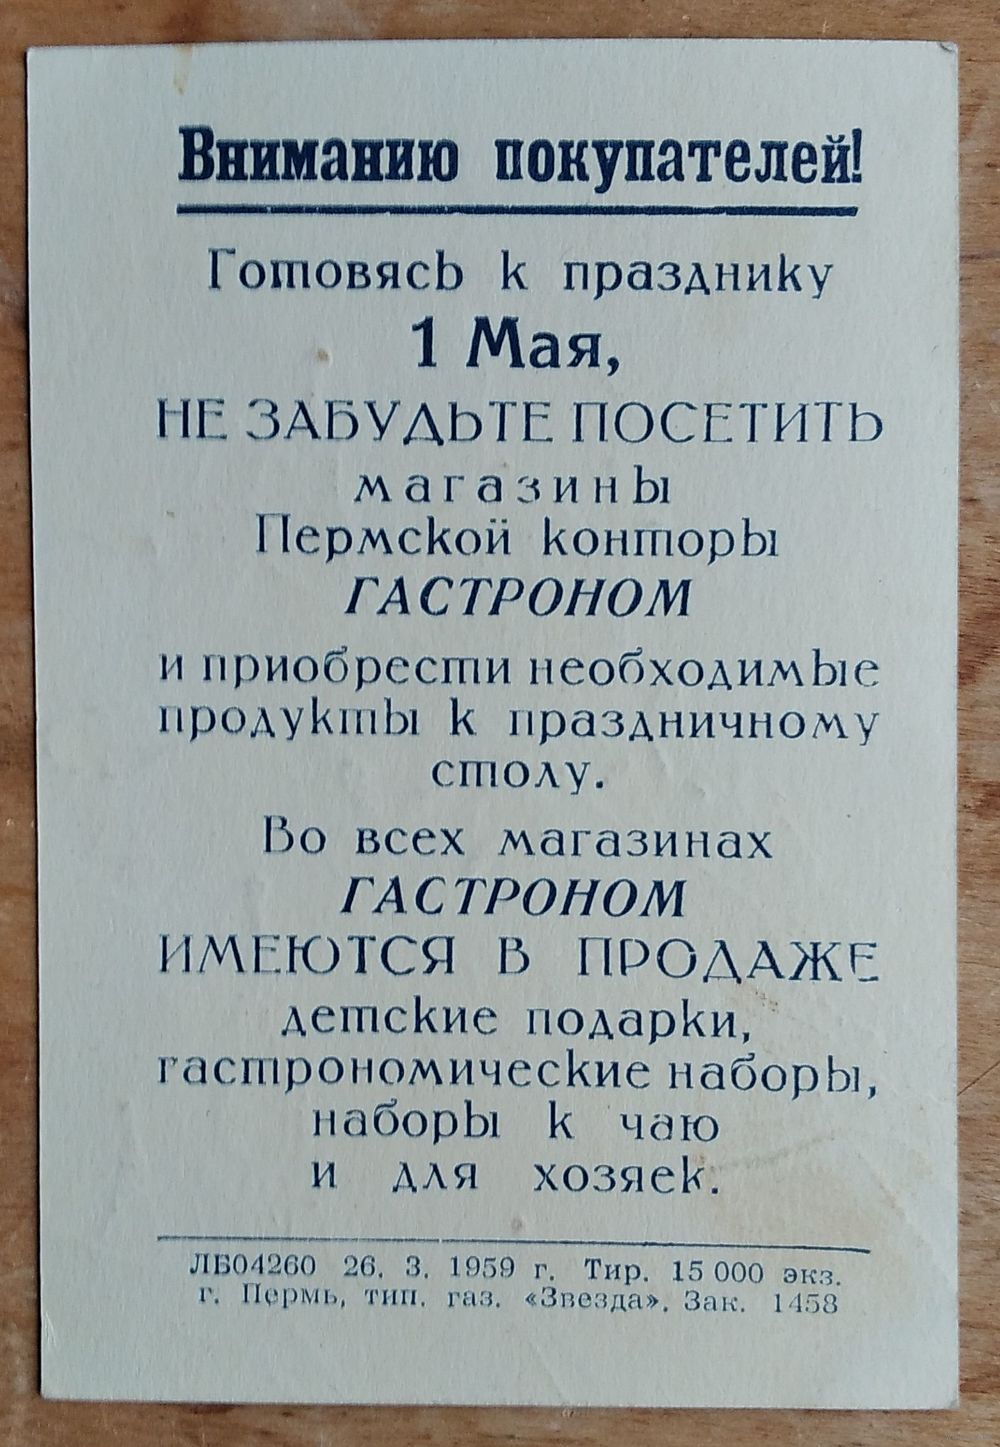 Вниманию покупателей!
Готовясь к празднику
1 Мая,
НЕ ЗАБУДЬТЕ ПОСЕТИТЬ
магазины
Пермской конторы
ГАСТРОНОМ
и приобрести необходимые
продукты к праздничному
столу.
Во всех магазинах
ГАСТРОНОМ
ИМЕЮТСЯ В ПРОДАЖЕ
детские подарки,
гастрономические наборы,
наборы к чаю
и для хозяек.
ЛБ04260 26. 3. 1959 г. Тир. 15 000 экз.
г. Пермь, тип. газ. «Звезда». Зак. 1458